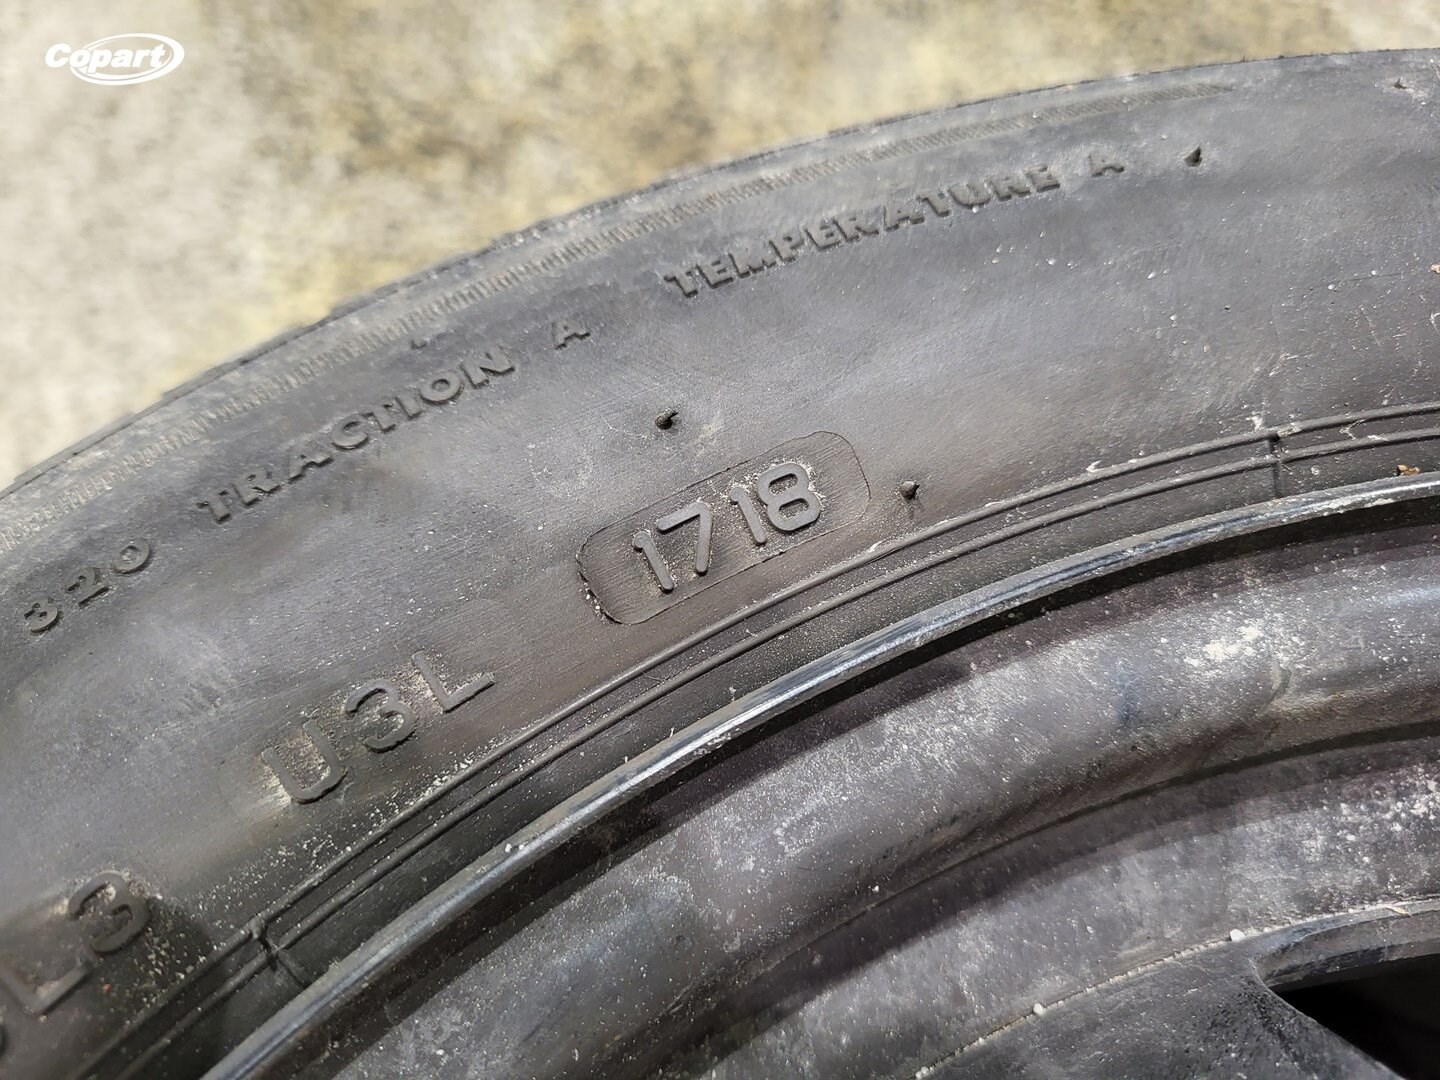 Copart
320 TRACTION A TEMPERATURE A
1718
U3L
L3